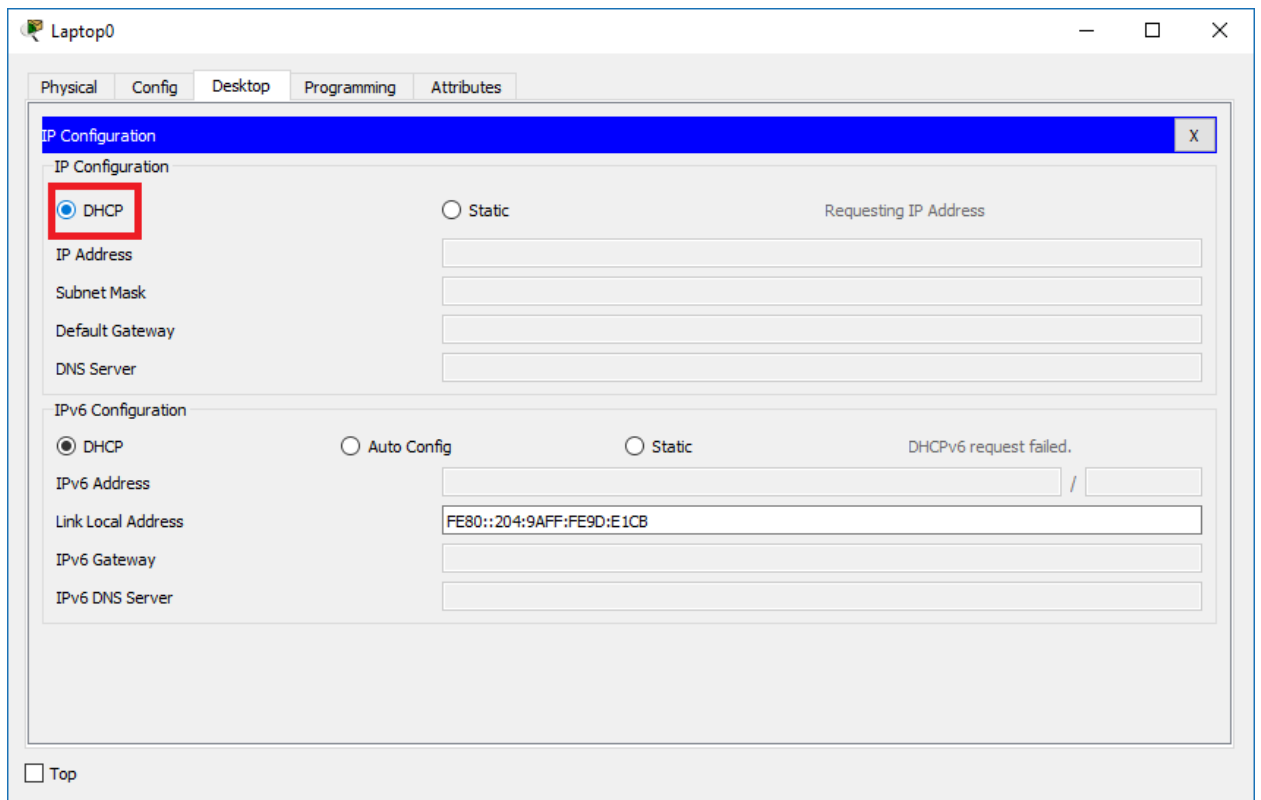 Laptop0
Physical Config Desktop Programming Attributes
IP Configuration X
IP Configuration
DHCP Static Requesting IP Address
IP Address
Subnet Mask
Default Gateway
DNS Server
IPv6 Configuration
DHCP Auto Config Static DHCPv6 request failed.
IPv6 Address /
Link Local Address FE80::204:9AFF:FE9D:E1CB
IPv6 Gateway
IPv6 DNS Server
Top